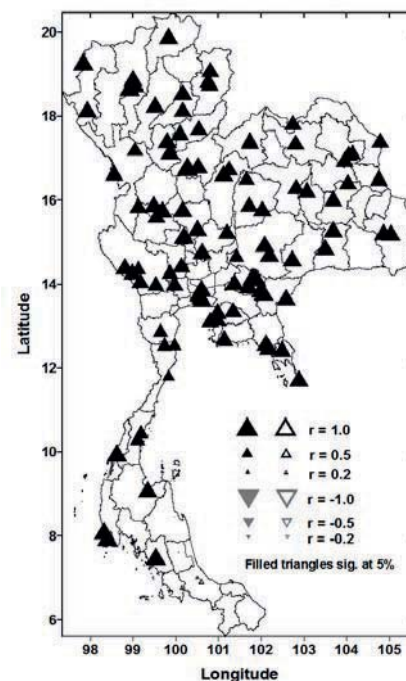 20
18
16
14
12
10
8
6
Latitude
r = 1.0
r = 0.5
r = 0.2
r = -1.0
r = -0.5
r = -0.2
Filled triangles sig. at 5%
98 99 100 101 102 103 104 105
Longitude